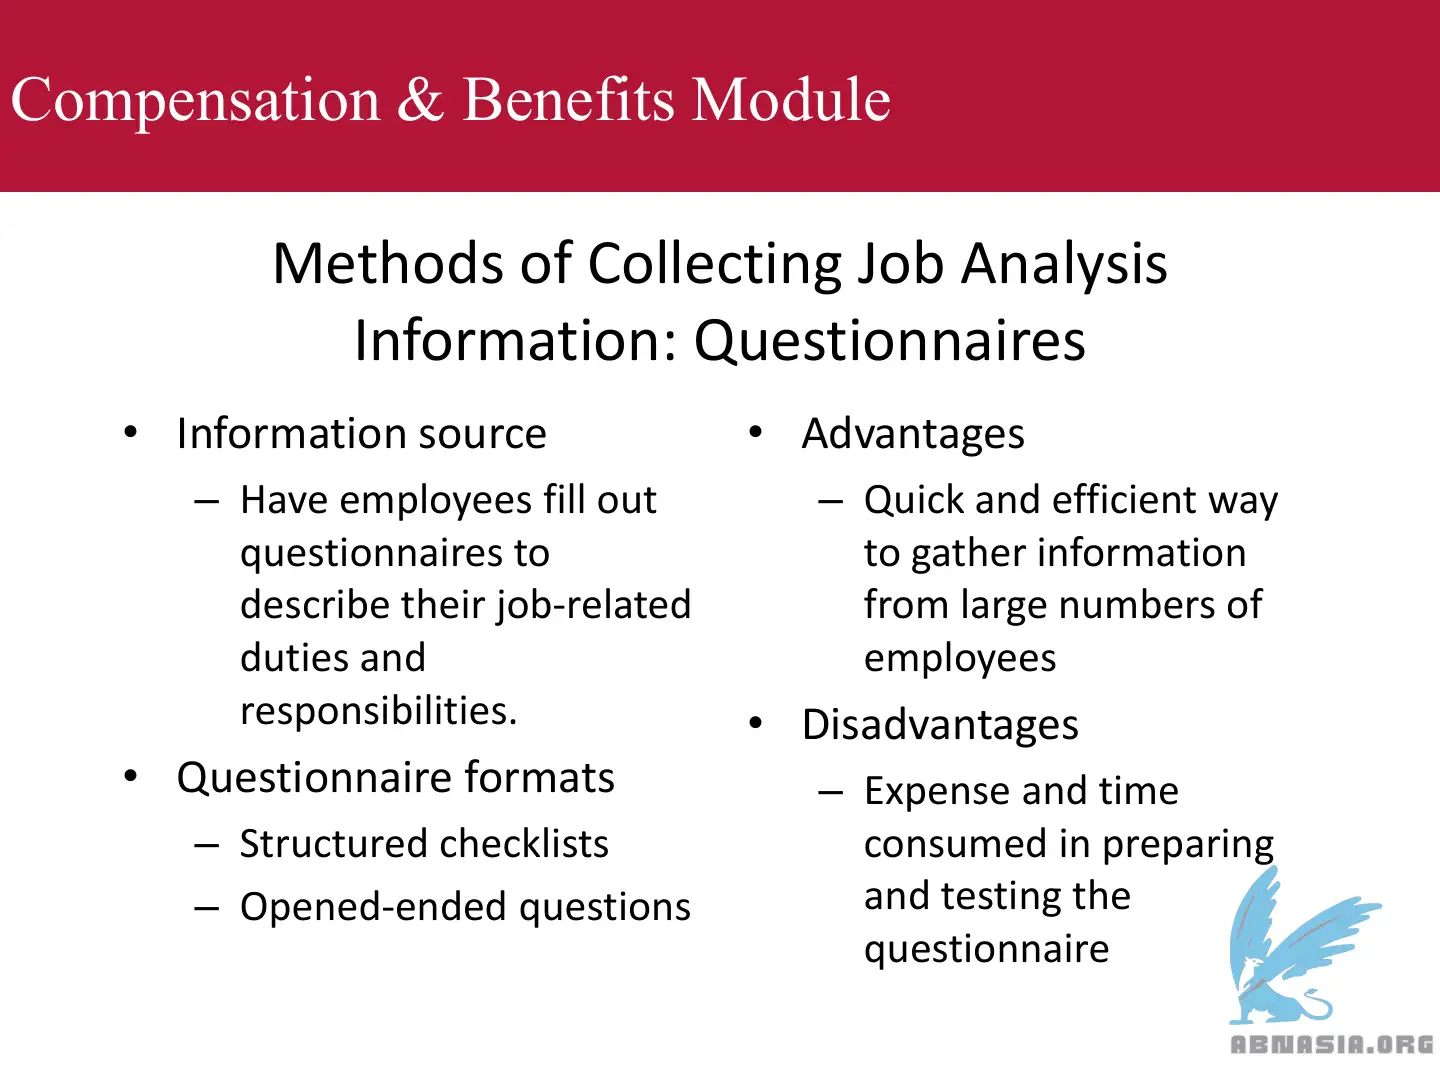 Compensation & Benefits Module
Methods of Collecting Job Analysis
Information: Questionnaires
• Information source
– Have employees fill out
questionnaires to
describe their job-related
duties and
responsibilities.
• Questionnaire formats
– Structured checklists
– Opened-ended questions
• Advantages
– Quick and efficient way
to gather information
from large numbers of
employees
• Disadvantages
– Expense and time
consumed in preparing
and testing the
questionnaire
ABNASIA.ORG